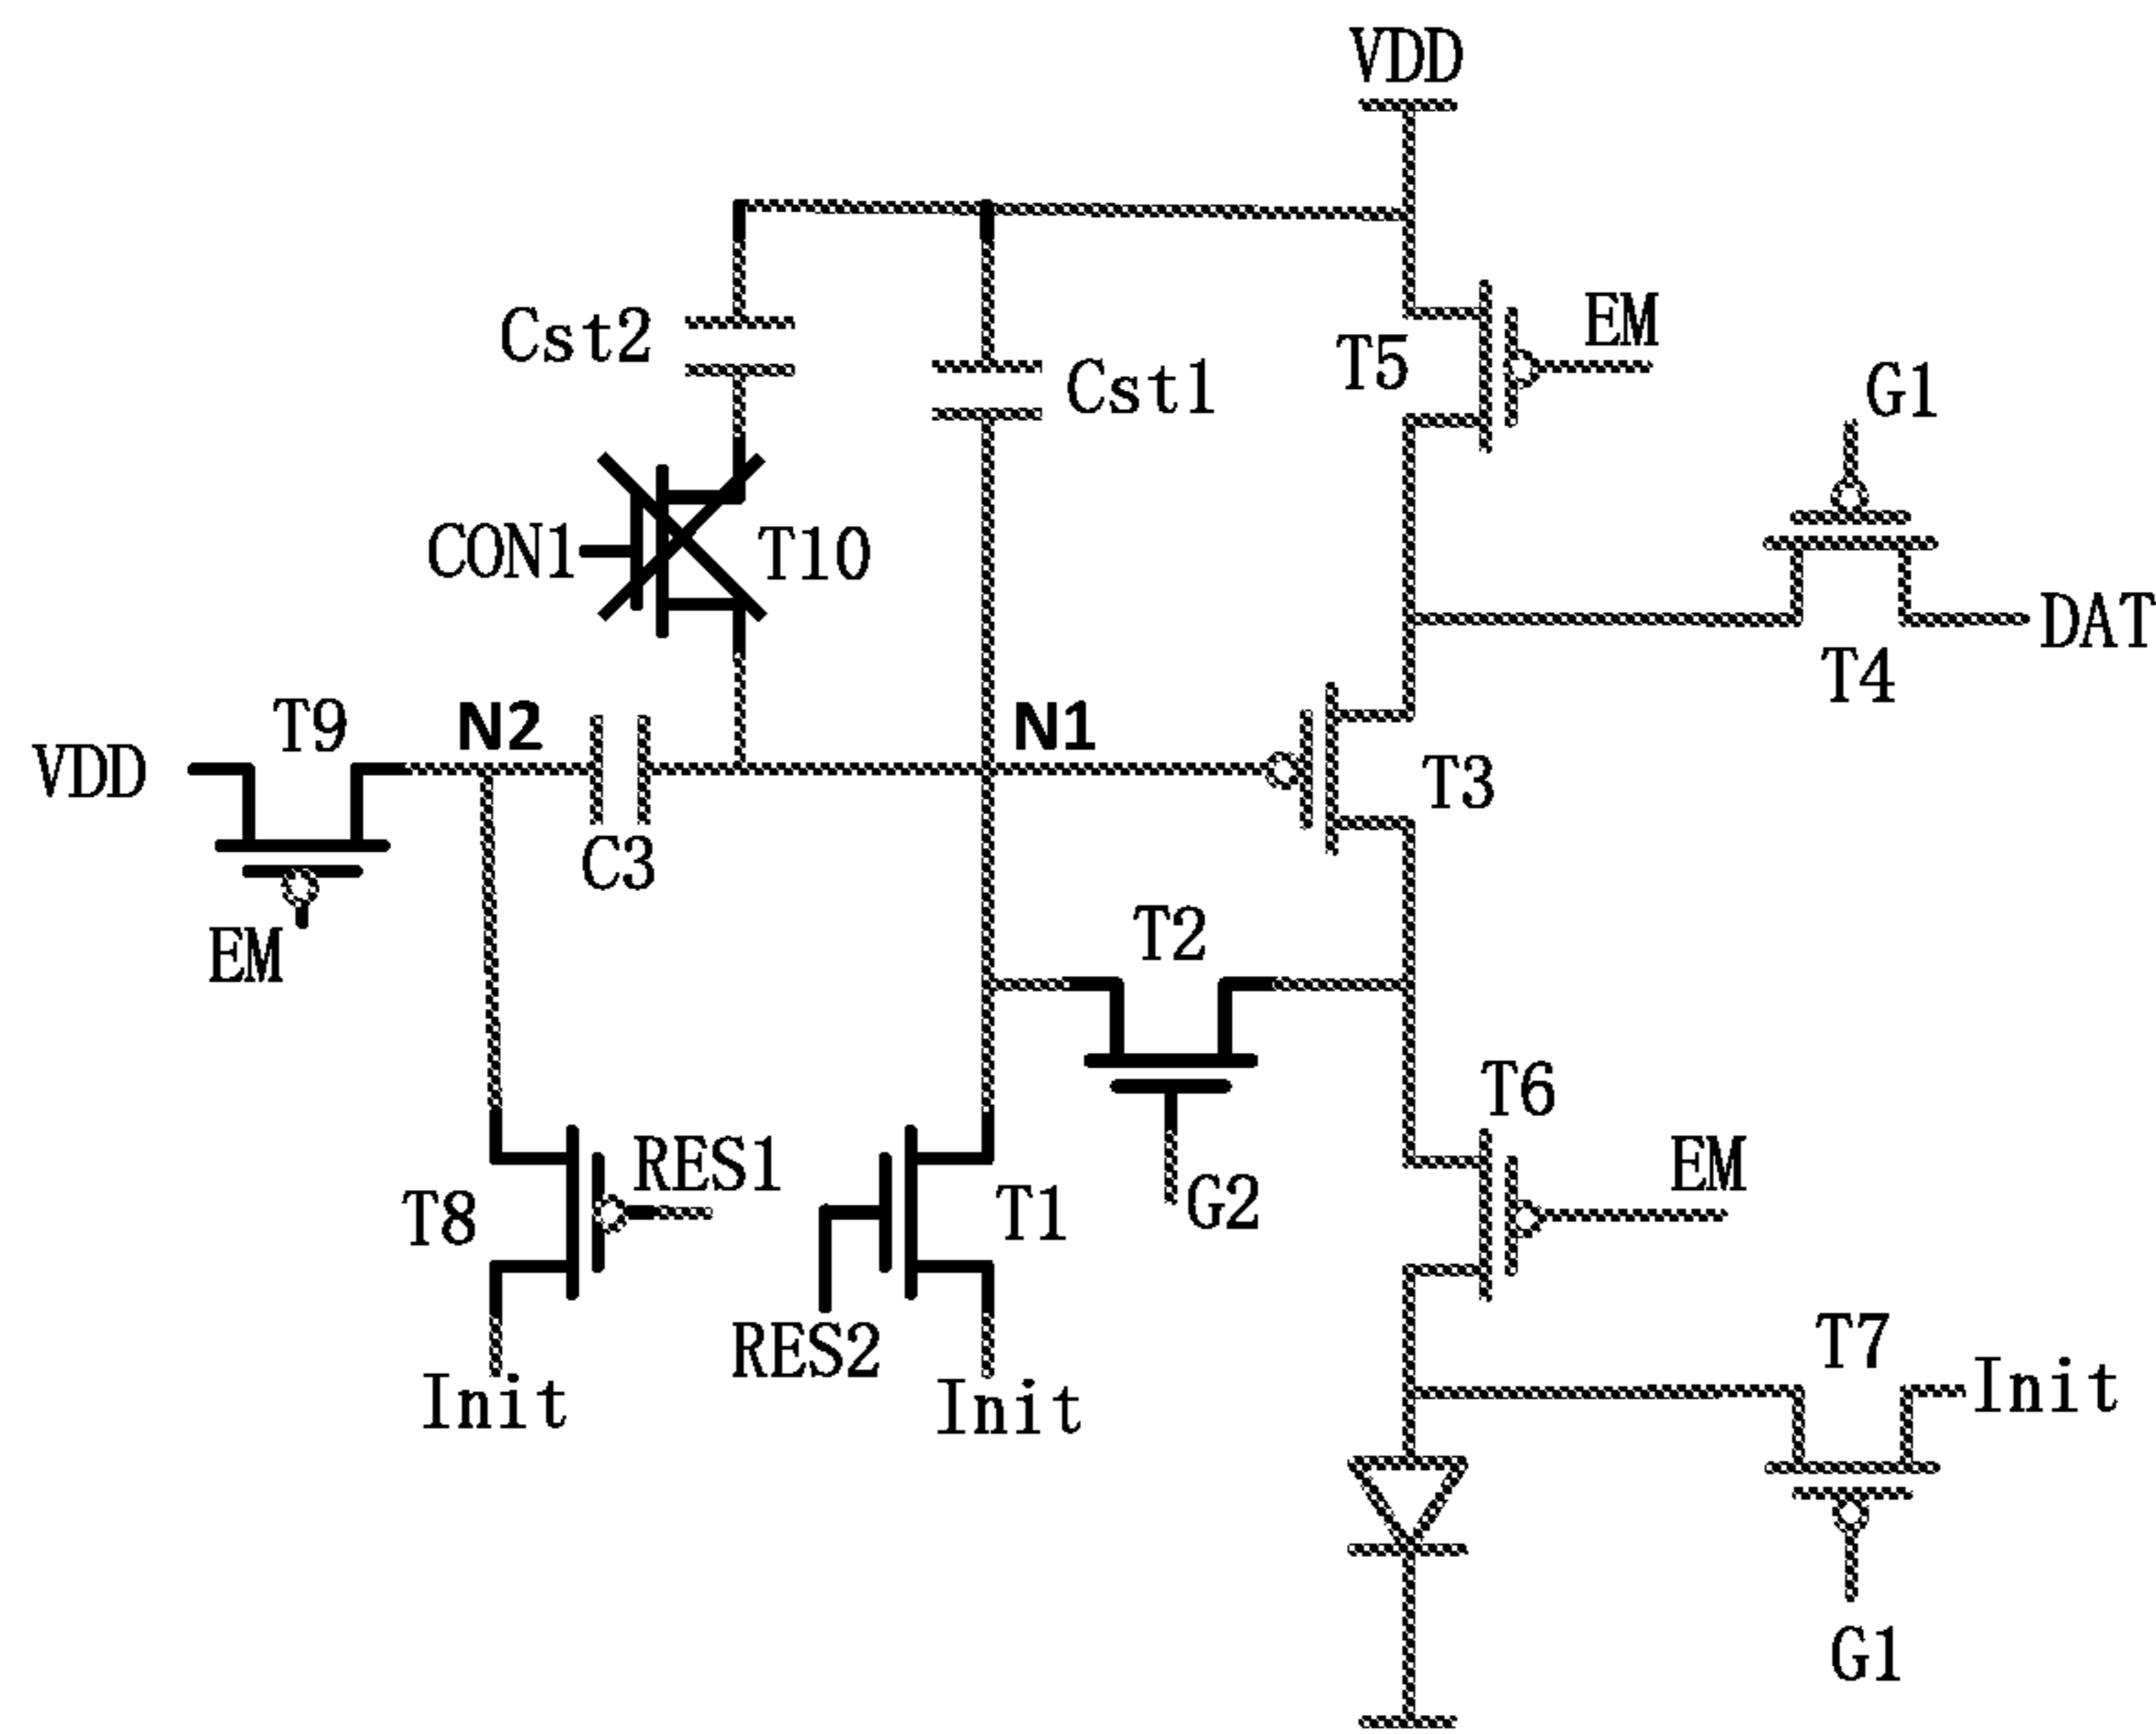 VDD
Cst2
Cst1
T5
EM
G1
CON1
T10
DAT
T4
T9
N2
N1
VDD
T3
C3
EM
T2
T6
RES1
EM
T8
T1
G2
RES2
T7
Init
Init
Init
G1